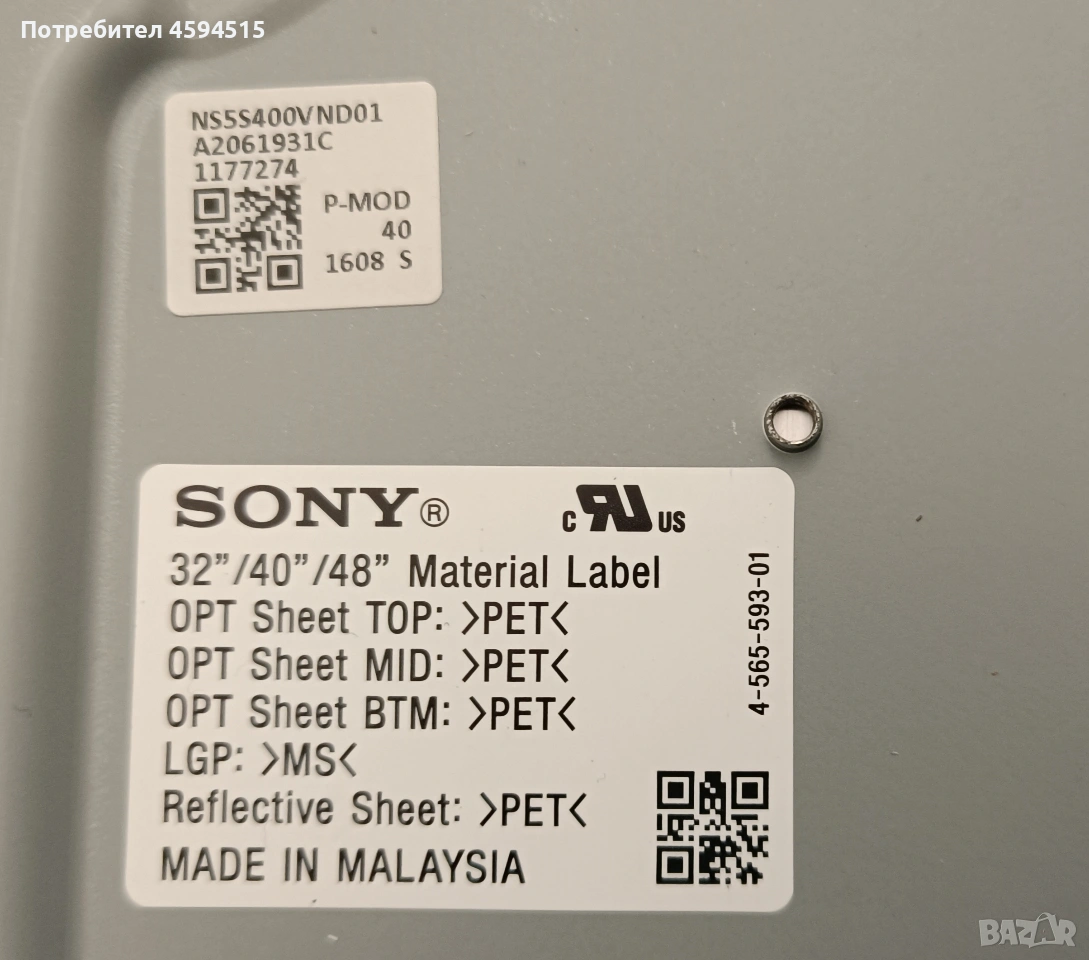 Потребител 4594515
NS5S400VND01
A2061931C
1177274
P-MOD
40
1608 S
SONY®
c RU US
32”/40”/48” Material Label
OPT Sheet TOP: >PET<
OPT Sheet MID: >PET<
OPT Sheet BTM: >PET<
LGP: >MS<
Reflective Sheet: >PET<
MADE IN MALAYSIA
4-565-593-01
BAZAR